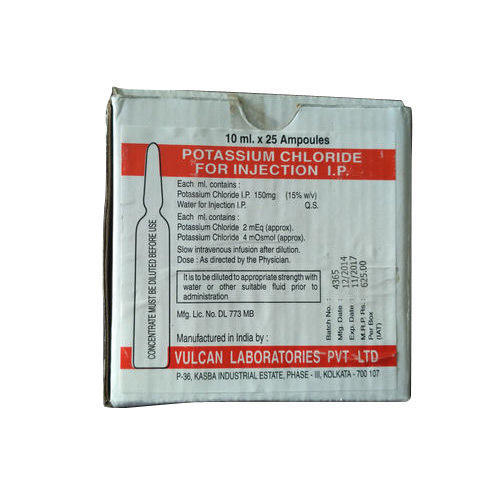 10 ml. x 25 Ampoules
POTASSIUM CHLORIDE
FOR INJECTION I.P.
Each ml. contains :
Potassium Chloride I.P. 150mg (15% w/v)
Water for Injection I.P. Q.S.
Each ml. contains :
Potassium Chloride 2 mEq (approx).
Potassium Chloride 4 mOsmol (approx).
Slow intravenous infusion after dilution.
Dose : As directed by the Physician.
It is to be diluted to appropriate strength with
water or other suitable fluid prior to
administration
Mfg. Lic. No. DL 773 MB
Manufactured in India by :
VULCAN LABORATORIES PVT LTD
P-36, KASBA INDUSTRIAL ESTATE, PHASE - III, KOLKATA - 700 107
CONCENTRATE MUST BE DILUTED BEFORE USE
Batch No. : 4365
Mfg. Date : 12/2014
Exp. Date : 11/2017
M.R.P. Rs. : 625.00
Per Box
(IAT)